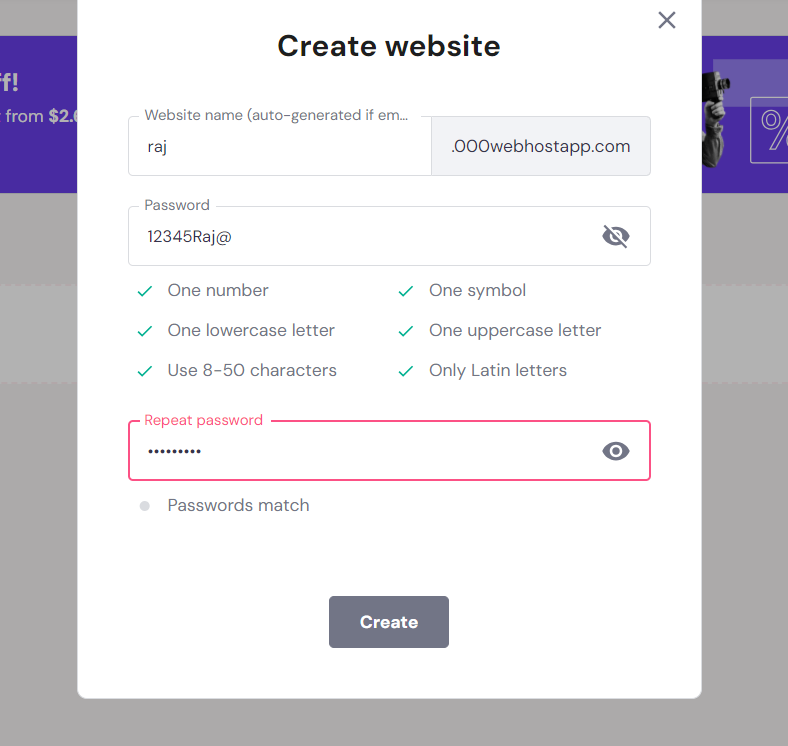 Create website
ff!
from $2.6
%
Website name (auto-generated if em...
raj
.000webhostapp.com
Password
12345Raj@
One number
One symbol
One lowercase letter
One uppercase letter
Use 8-50 characters
Only Latin letters
Repeat password
•••••••••
Passwords match
Create